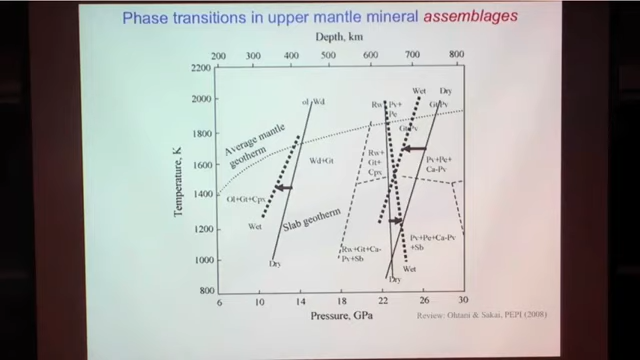 Phase transitions in upper mantle mineral assemblages
Depth, km
200 300 350 400 500 600 700 800
2200
2000
1800
1600
1400
1200
1000
800
Temperature, K
6 10 14 18 22 26 30
Pressure, GPa
ol Wd
Average mantle
geotherm
Wd+Gt
Ol+Gt+Cpx
Wet
Dry
Slab geotherm
Rw+
Gt+
Cpx
Rw+Gt+Ca-
Pv+Sb
Rw Pv+
Pe
Wet Dry
Gt Pv
Gt Pv
Pv+Pe+
Ca-Pv
Pv+Pe+Ca-Pv
+Sb
Wet
Dry
Review: Ohtani & Sakai, PEPI (2008)